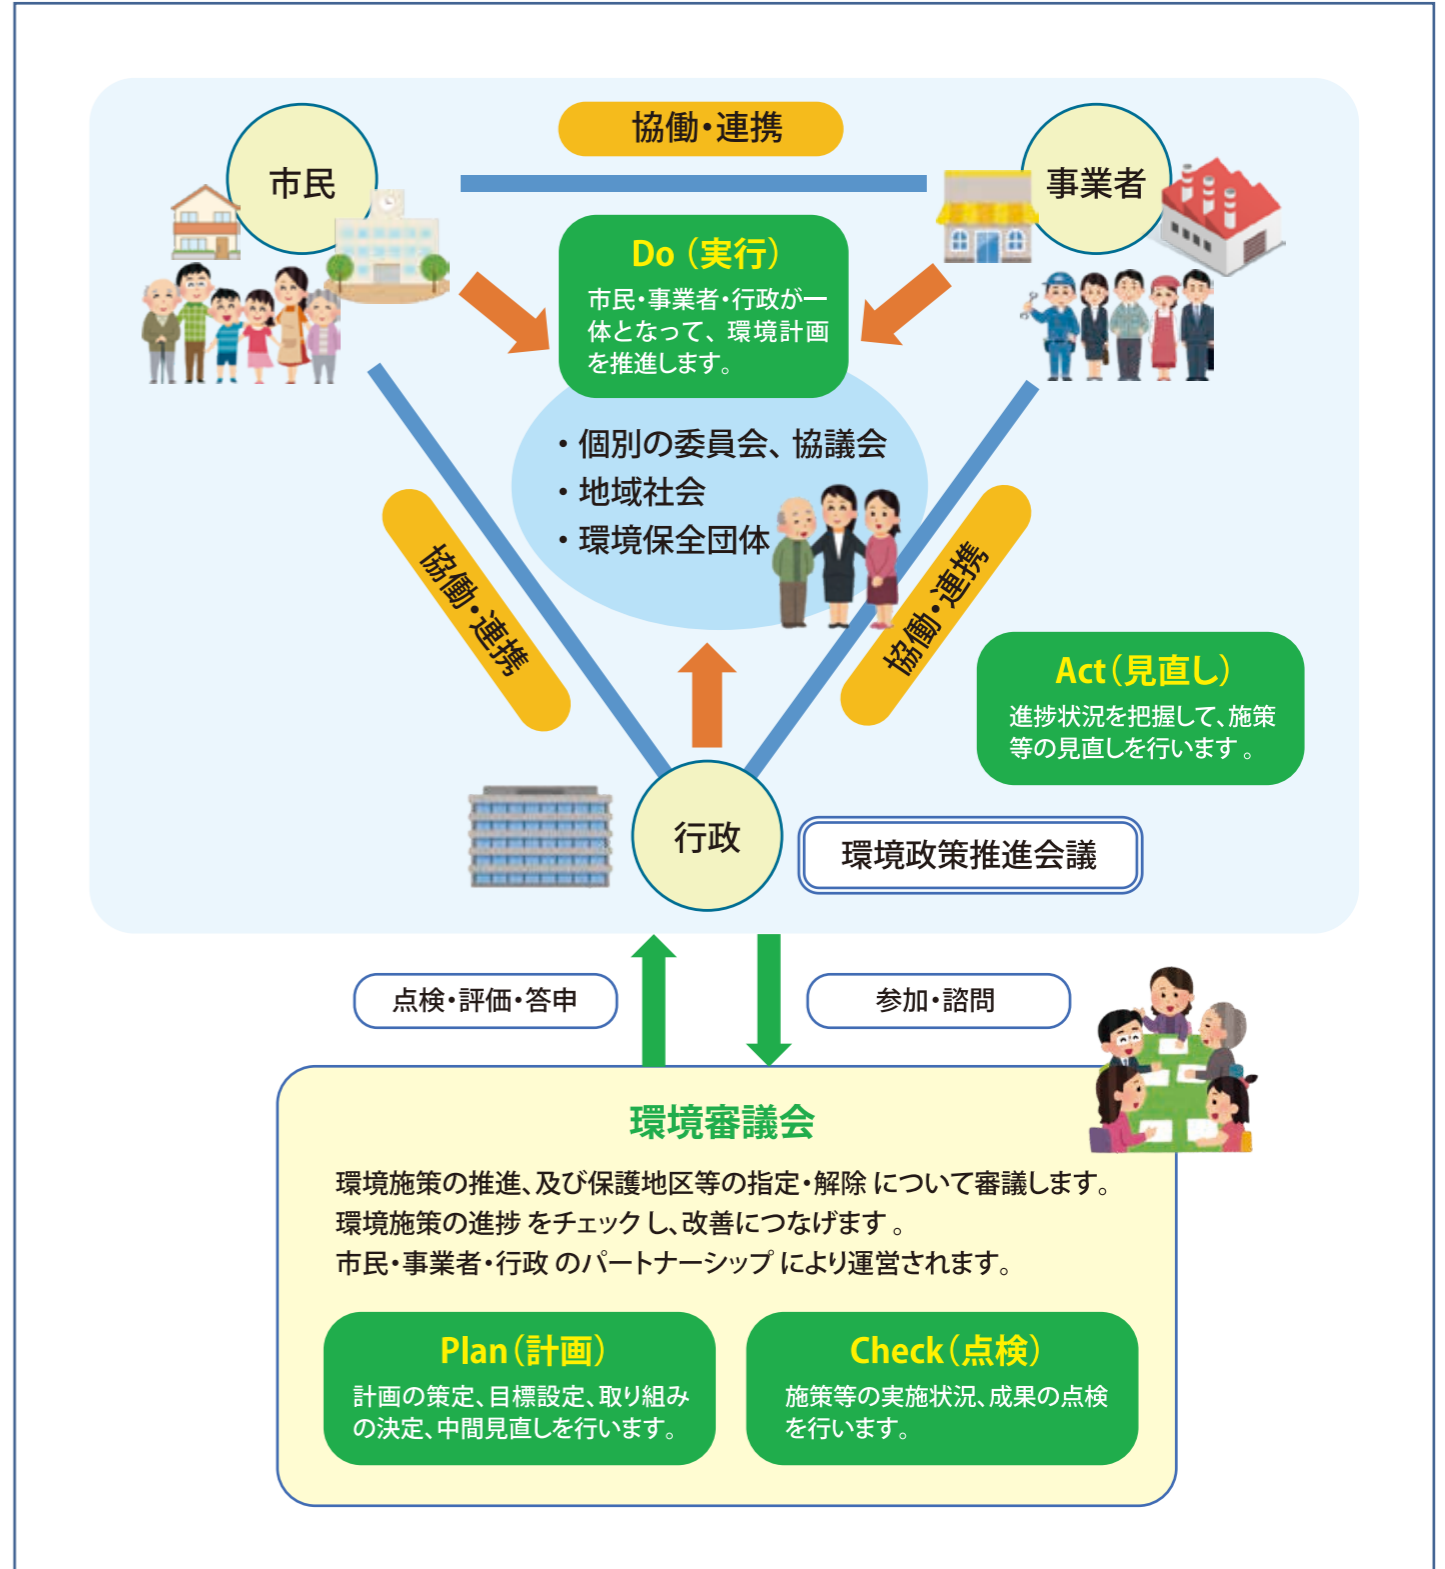 協働・連携
市民
事業者
Do（実行）
市民・事業者・行政が一
体となって、環境計画
を推進します。
・個別の委員会、協議会
・地域社会
・環境保全団体
協働・連携
協働・連携
Act（見直し）
進捗状況を把握して、施策
等の見直しを行います。
行政
環境政策推進会議
点検・評価・答申
参加・諮問
環境審議会
環境施策の推進、及び保護地区等の指定・解除について審議します。
環境施策の進捗をチェックし、改善につなげます。
市民・事業者・行政のパートナーシップにより運営されます。
Plan（計画）
計画の策定、目標設定、取り組み
の決定、中間見直しを行います。
Check（点検）
施策等の実施状況、成果の点検
を行います。